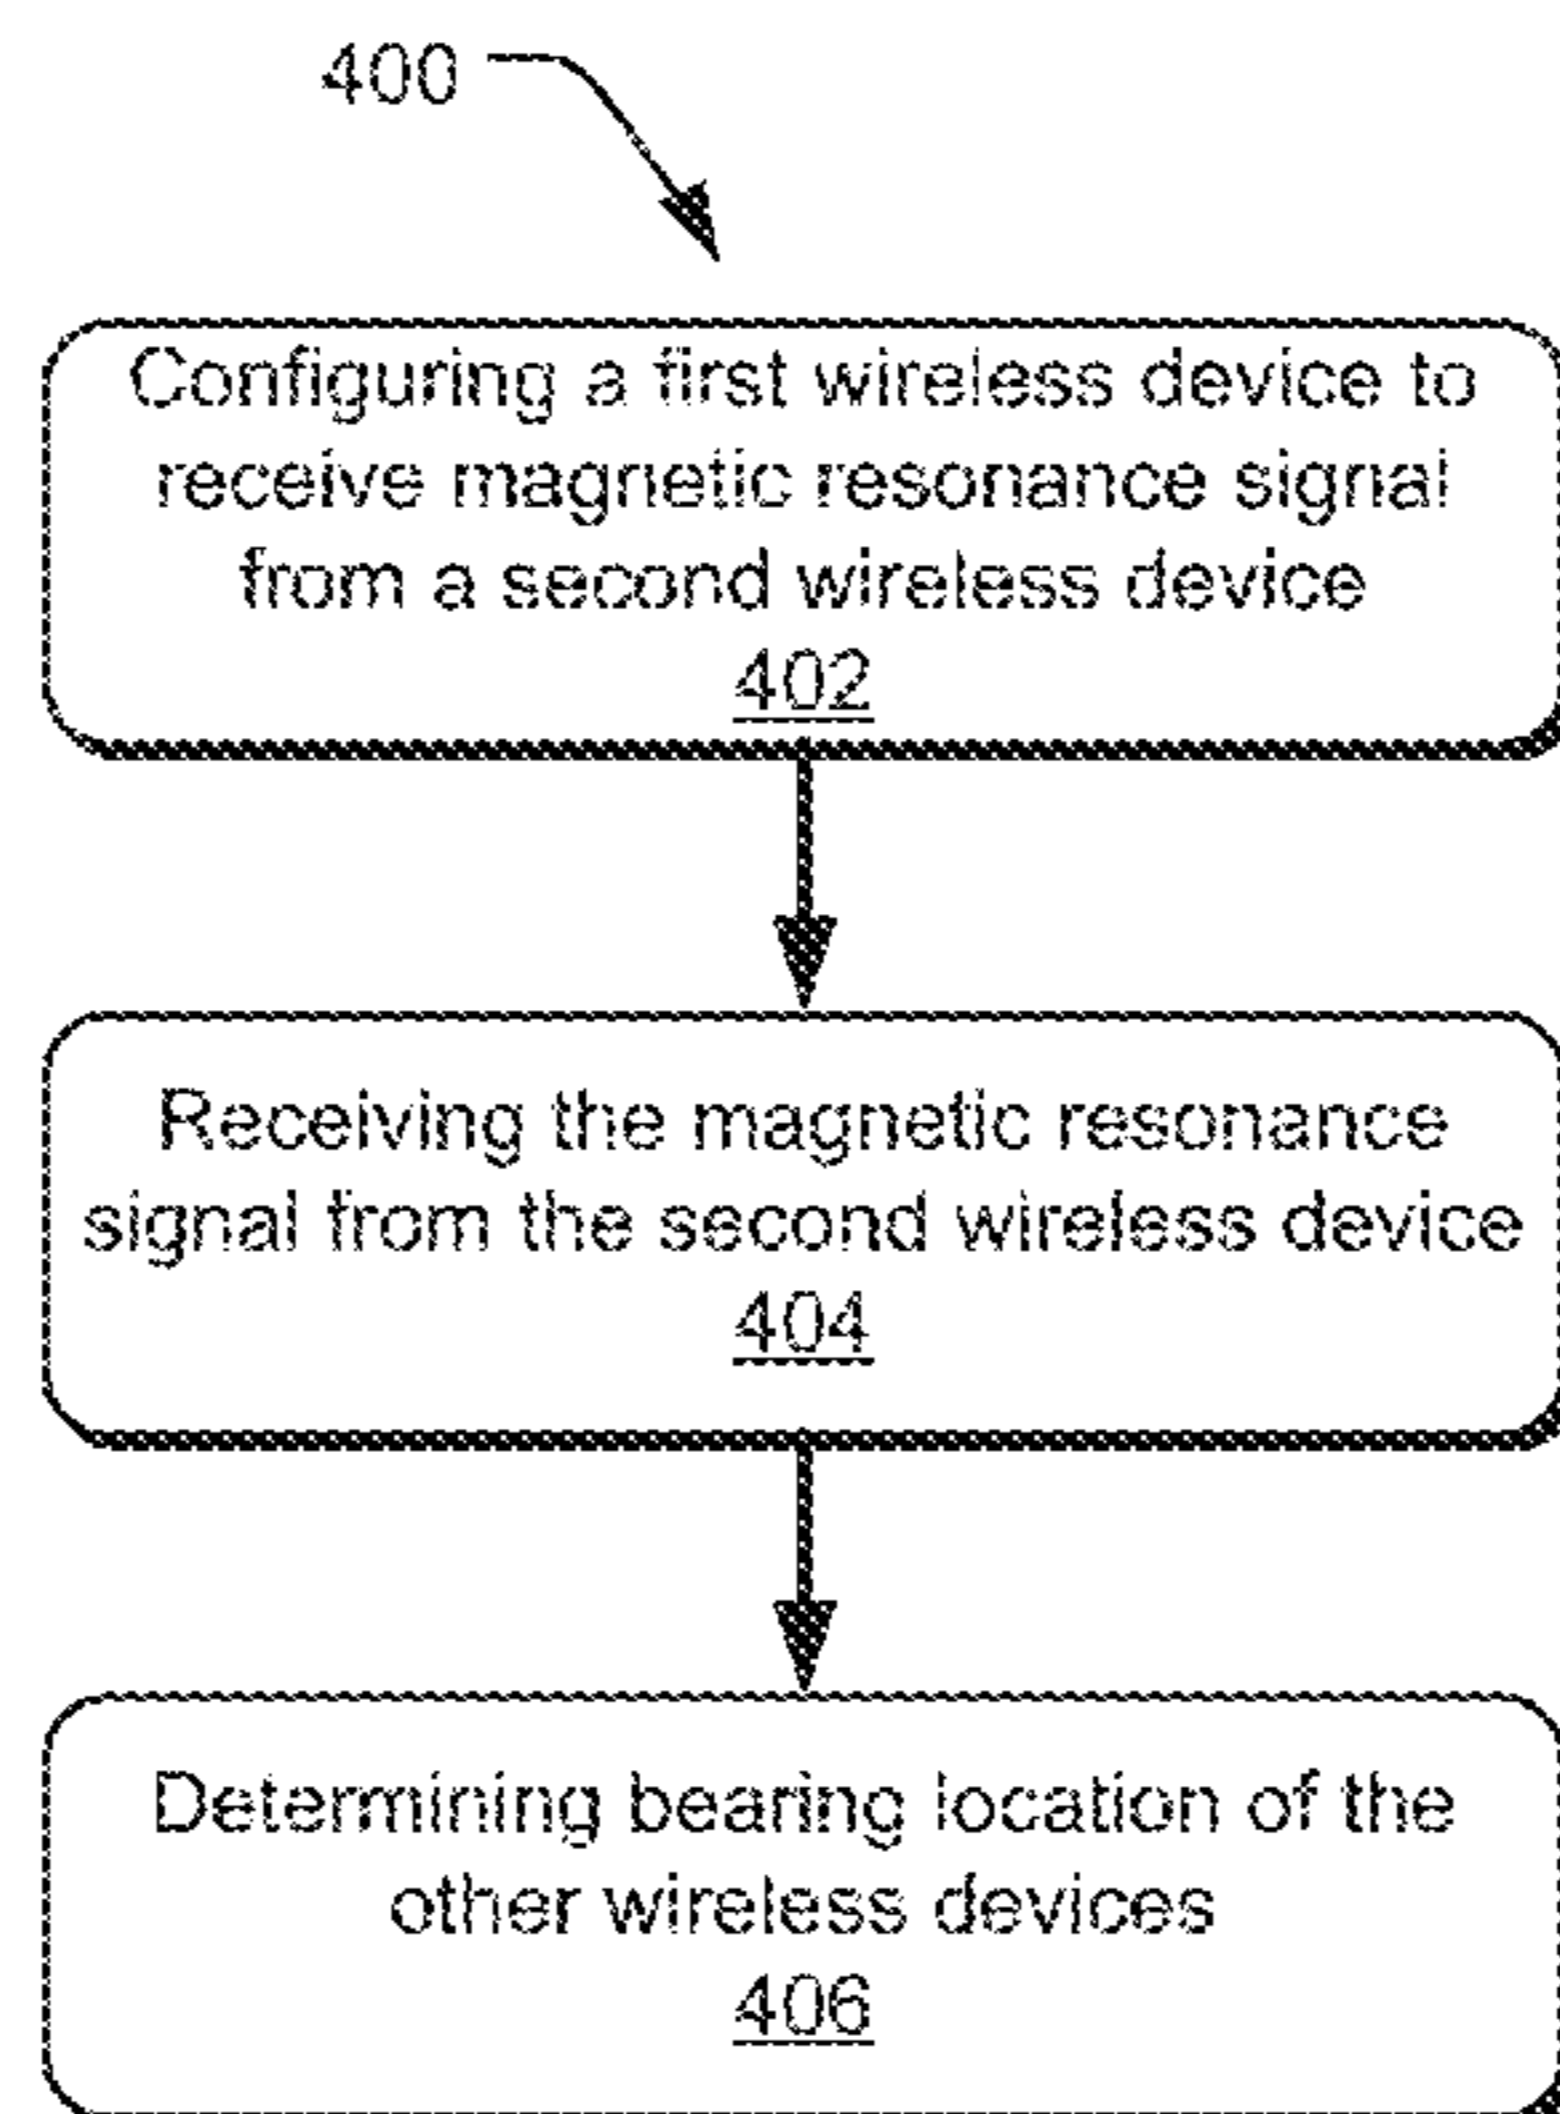 400
Configuring a first wireless device to
receive magnetic resonance signal
from a second wireless device
402
Receiving the magnetic resonance
signal from the second wireless device
404
Determining bearing location of the
other wireless devices
406